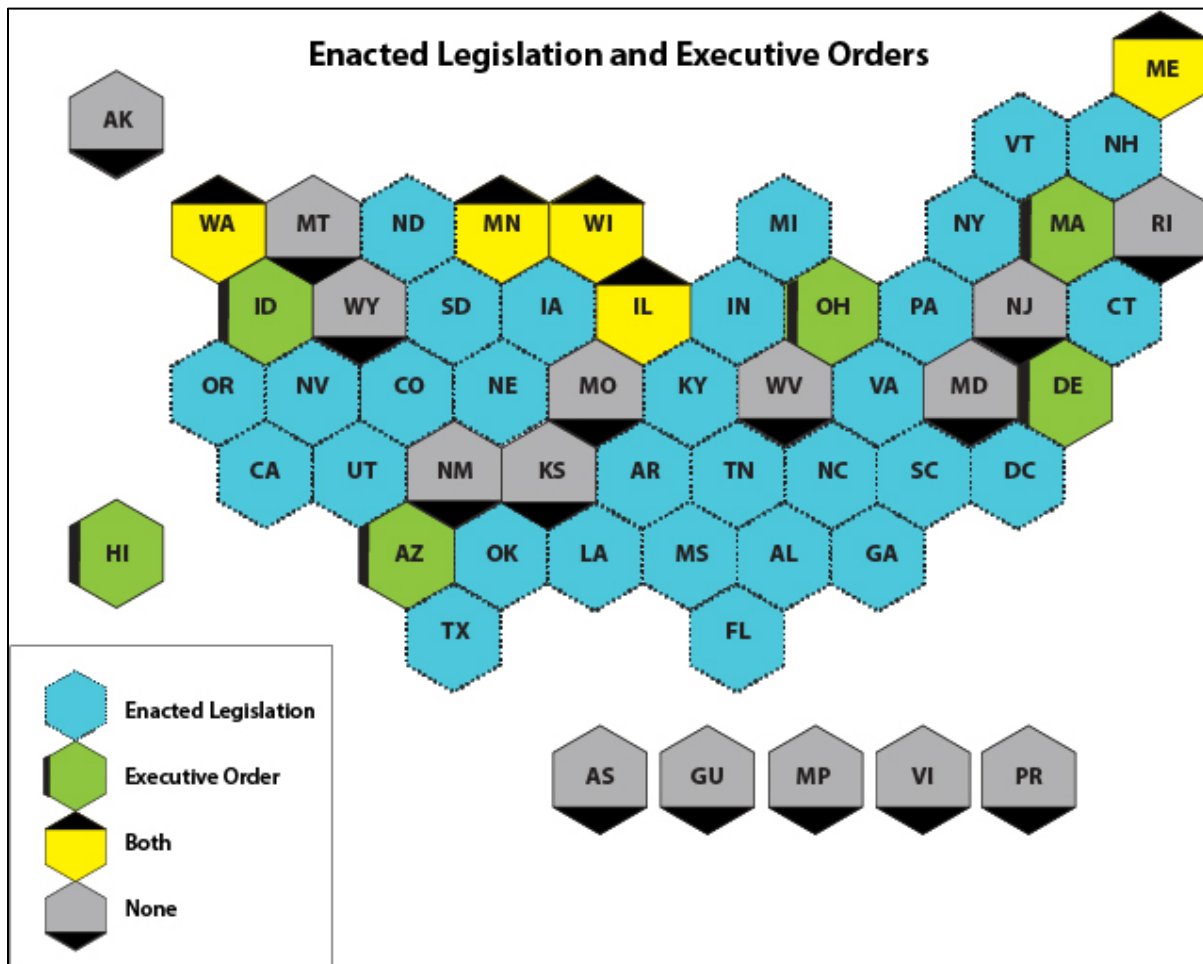 Enacted Legislation and Executive Orders
ME
AK
VT NH
WA MT ND MN WI MI NY MA RI
ID WY SD IA IL IN OH PA NJ CT
OR NV CO NE MO KY WV VA MD DE
CA UT NM KS AR TN NC SC DC
HI AZ OK LA MS AL GA
TX FL
Enacted Legislation
Executive Order
Both
None
AS GU MP VI PR